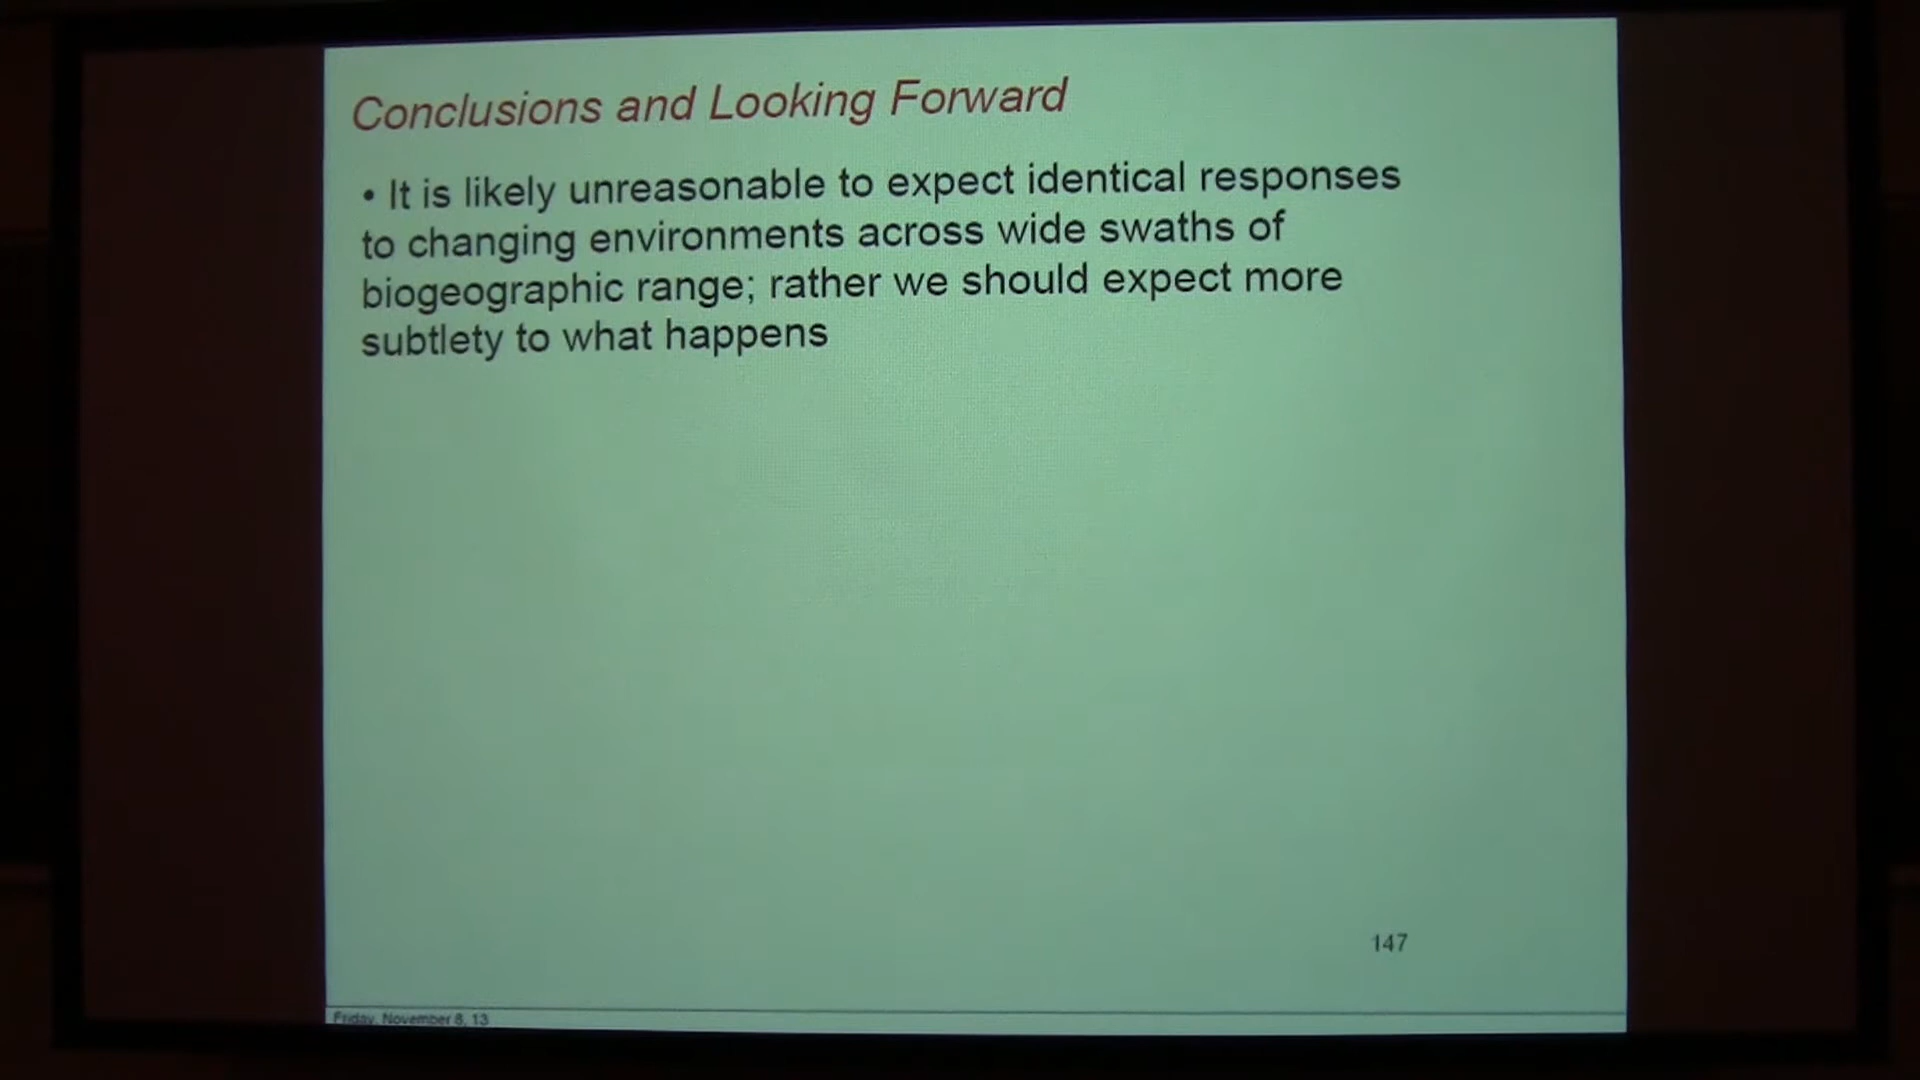 Conclusions and Looking Forward
• It is likely unreasonable to expect identical responses
to changing environments across wide swaths of
biogeographic range; rather we should expect more
subtlety to what happens
147
Friday, November 8, 13